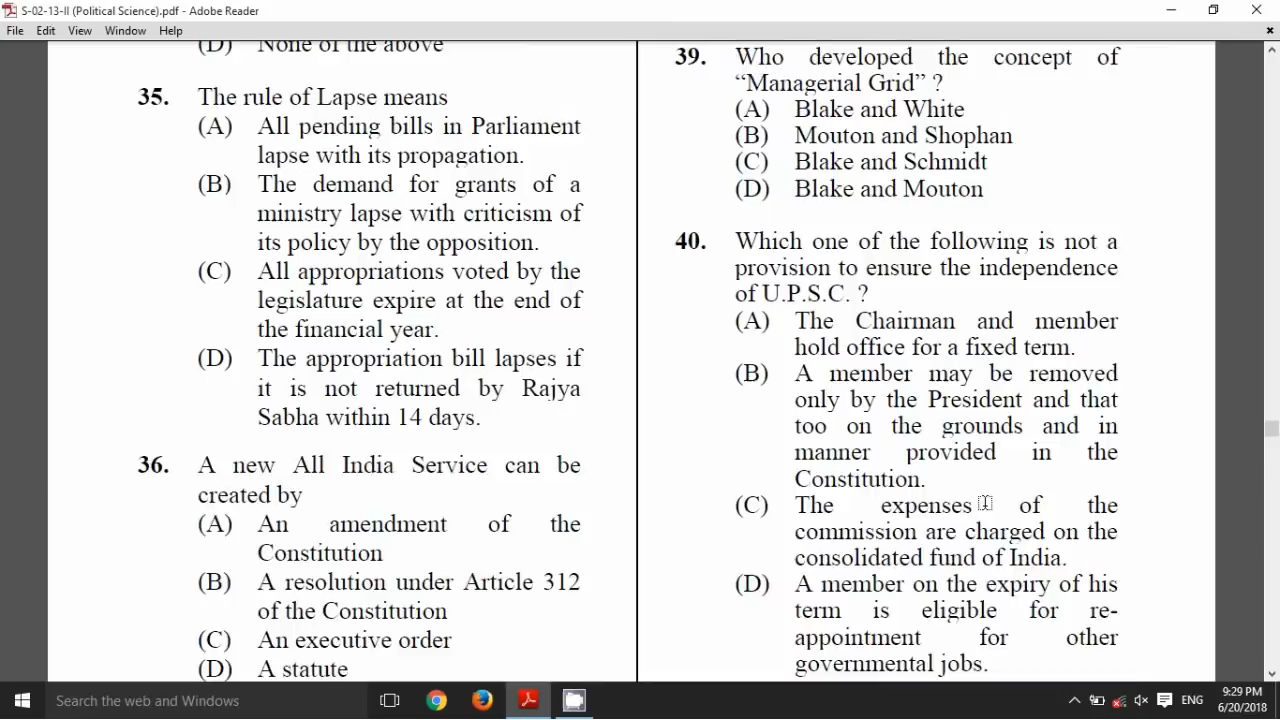 S-02-13-II (Political Science).pdf - Adobe Reader
File Edit View Window Help
(D) None of the above
35. The rule of Lapse means
(A) All pending bills in Parliament
lapse with its propagation.
(B) The demand for grants of a
ministry lapse with criticism of
its policy by the opposition.
(C) All appropriations voted by the
legislature expire at the end of
the financial year.
(D) The appropriation bill lapses if
it is not returned by Rajya
Sabha within 14 days.
36. A new All India Service can be
created by
(A) An amendment of the
Constitution
(B) A resolution under Article 312
of the Constitution
(C) An executive order
(D) A statute
39. Who developed the concept of
“Managerial Grid” ?
(A) Blake and White
(B) Mouton and Shophan
(C) Blake and Schmidt
(D) Blake and Mouton
40. Which one of the following is not a
provision to ensure the independence
of U.P.S.C. ?
(A) The Chairman and member
hold office for a fixed term.
(B) A member may be removed
only by the President and that
too on the grounds and in
manner provided in the
Constitution.
(C) The expenses of the
commission are charged on the
consolidated fund of India.
(D) A member on the expiry of his
term is eligible for re-
appointment for other
governmental jobs.
Search the web and Windows
ENG
9:29 PM
6/20/2018